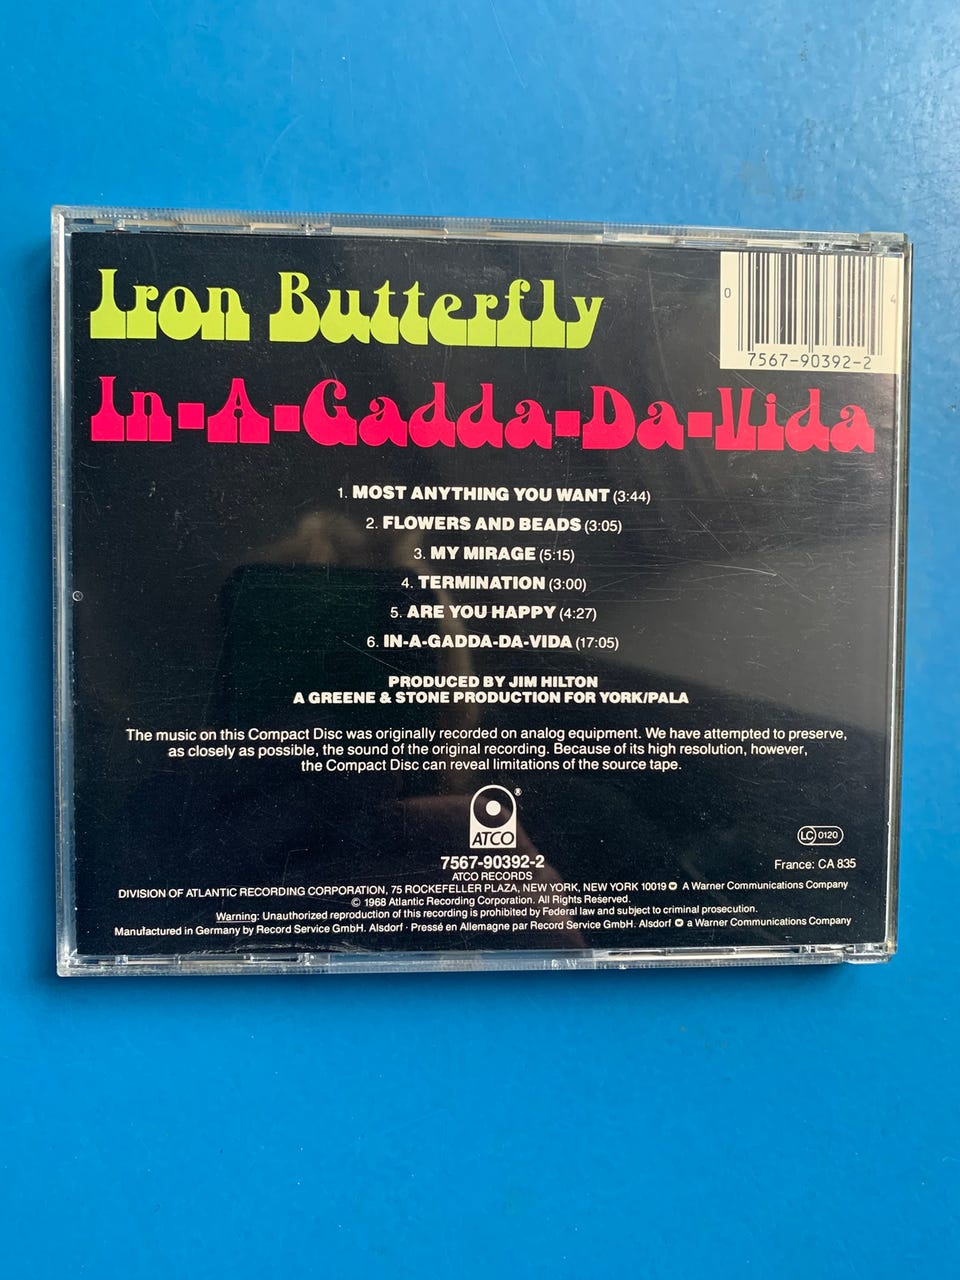 Iron Butterfly
0 7567-90392-2 4
In-A-Gadda-Da-Vida
1. MOST ANYTHING YOU WANT (3:44)
2. FLOWERS AND BEADS (3:05)
3. MY MIRAGE (5:15)
4. TERMINATION (3:00)
5. ARE YOU HAPPY (4:27)
6. IN-A-GADDA-DA-VIDA (17:05)
PRODUCED BY JIM HILTON
A GREENE & STONE PRODUCTION FOR YORK/PALA
The music on this Compact Disc was originally recorded on analog equipment. We have attempted to preserve,
as closely as possible, the sound of the original recording. Because of its high resolution, however,
the Compact Disc can reveal limitations of the source tape.
ATCO®
LC 0120
7567-90392-2
France: CA 835
ATCO RECORDS
DIVISION OF ATLANTIC RECORDING CORPORATION, 75 ROCKEFELLER PLAZA, NEW YORK, NEW YORK 10019 A Warner Communications Company
© 1968 Atlantic Recording Corporation. All Rights Reserved.
Warning: Unauthorized reproduction of this recording is prohibited by Federal law and subject to criminal prosecution.
Manufactured in Germany by Record Service GmbH. Alsdorf · Pressé en Allemagne par Record Service GmbH. Alsdorf a Warner Communications Company